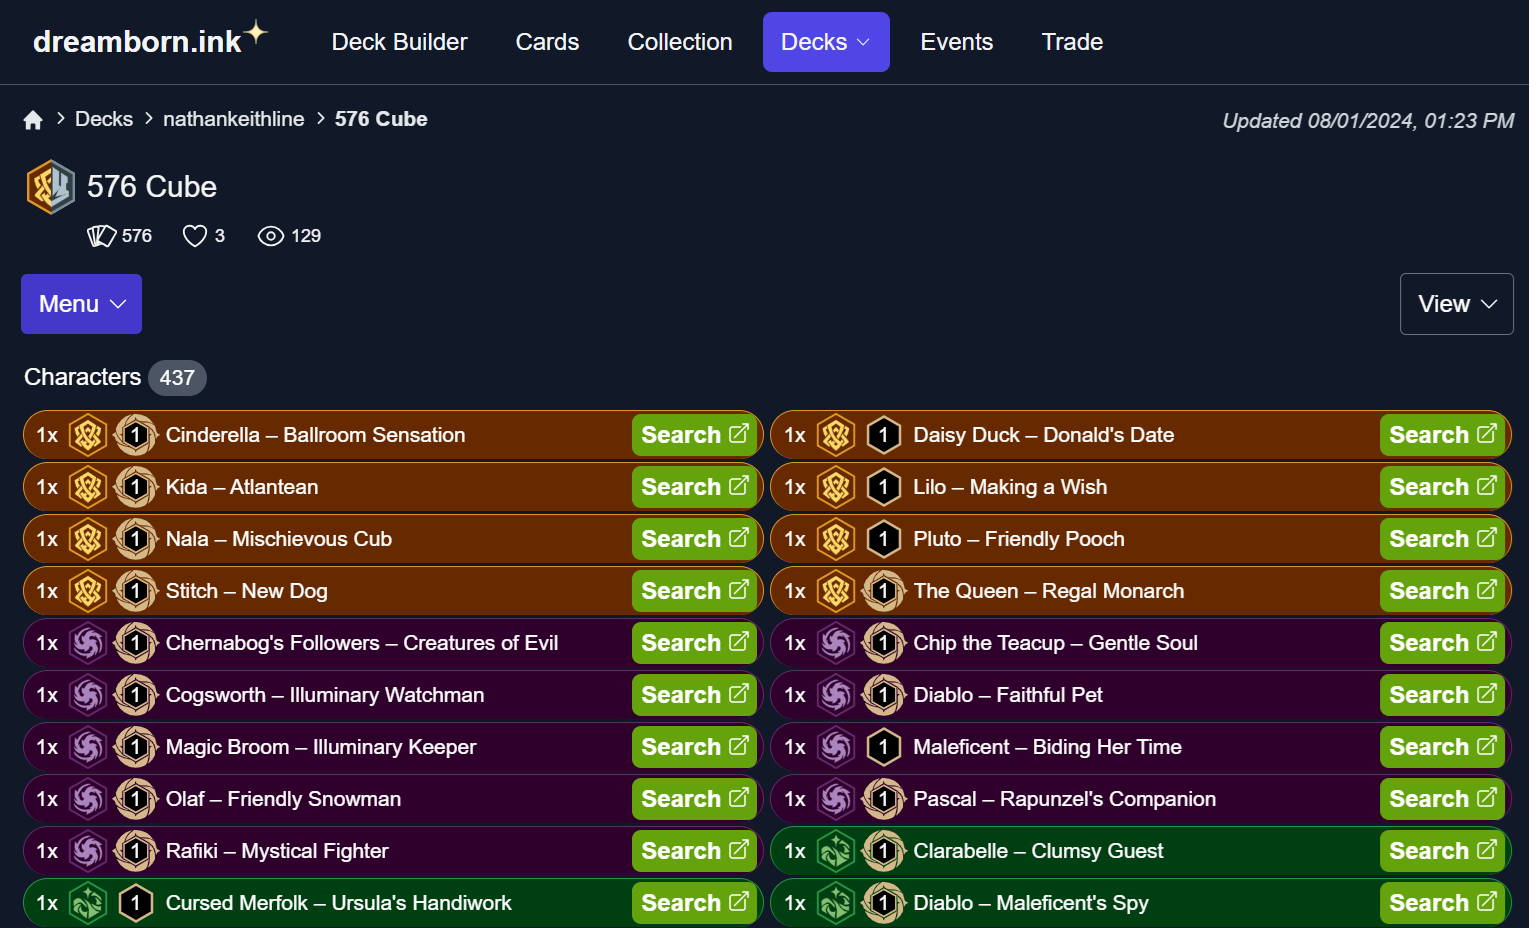 dreamborn.ink Deck Builder Cards Collection Decks Events Trade
Decks nathankeithline 576 Cube Updated 08/01/2024, 01:23 PM
576 Cube
576 3 129
Menu View
Characters 437
1x 1 Cinderella – Ballroom Sensation Search 1x 1 Daisy Duck – Donald's Date Search
1x 1 Kida – Atlantean Search 1x 1 Lilo – Making a Wish Search
1x 1 Nala – Mischievous Cub Search 1x 1 Pluto – Friendly Pooch Search
1x 1 Stitch – New Dog Search 1x 1 The Queen – Regal Monarch Search
1x 1 Chernabog's Followers – Creatures of Evil Search 1x 1 Chip the Teacup – Gentle Soul Search
1x 1 Cogsworth – Illuminary Watchman Search 1x 1 Diablo – Faithful Pet Search
1x 1 Magic Broom – Illuminary Keeper Search 1x 1 Maleficent – Biding Her Time Search
1x 1 Olaf – Friendly Snowman Search 1x 1 Pascal – Rapunzel's Companion Search
1x 1 Rafiki – Mystical Fighter Search 1x 1 Clarabelle – Clumsy Guest Search
1x 1 Cursed Merfolk – Ursula's Handiwork Search 1x 1 Diablo – Maleficent's Spy Search